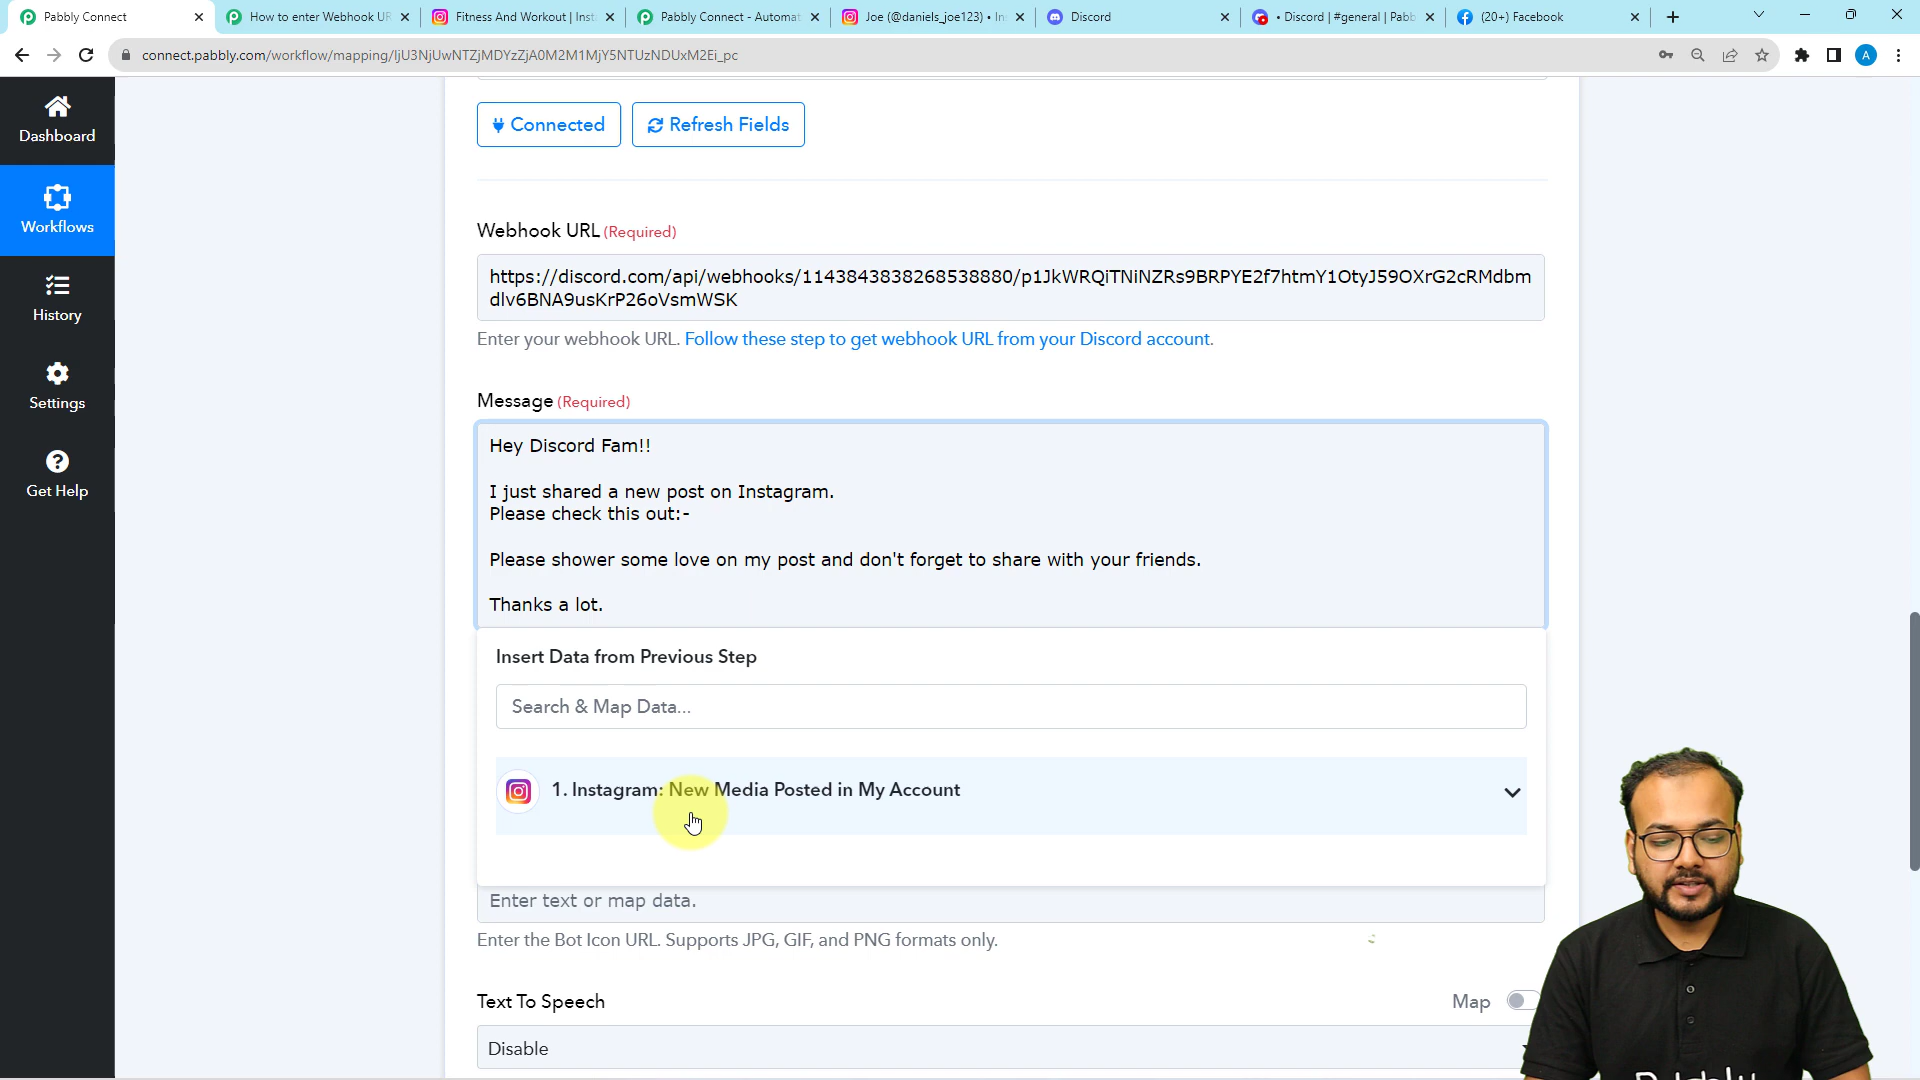 Pabbly Connect
How to enter Webhook UR
Fitness And Workout | Inst
Pabbly Connect - Automat
Joe (@daniels_joe123) • In
Discord
• Discord | #general | Pabb
(20+) Facebook
connect.pabbly.com/workflow/mapping/IjU3NjUwNTZjMDYzZjA0M2M1MjY5NTUzNDUxM2Ei_pc
A
Dashboard
Workflows
History
Settings
Get Help
Connected
Refresh Fields
Webhook URL (Required)
https://discord.com/api/webhooks/1143843838268538880/p1JkWRQiTNiNZRs9BRPYE2f7htmY1OtyJ59OXrG2cRMdbm
dlv6BNA9usKrP26oVsmWSK
Enter your webhook URL. Follow these step to get webhook URL from your Discord account.
Message (Required)
Hey Discord Fam!!
I just shared a new post on Instagram.
Please check this out:-
Please shower some love on my post and don't forget to share with your friends.
Thanks a lot.
Insert Data from Previous Step
Search & Map Data...
1. Instagram: New Media Posted in My Account
Enter text or map data.
Enter the Bot Icon URL. Supports JPG, GIF, and PNG formats only.
Text To Speech
Map
Disable
Pabbly